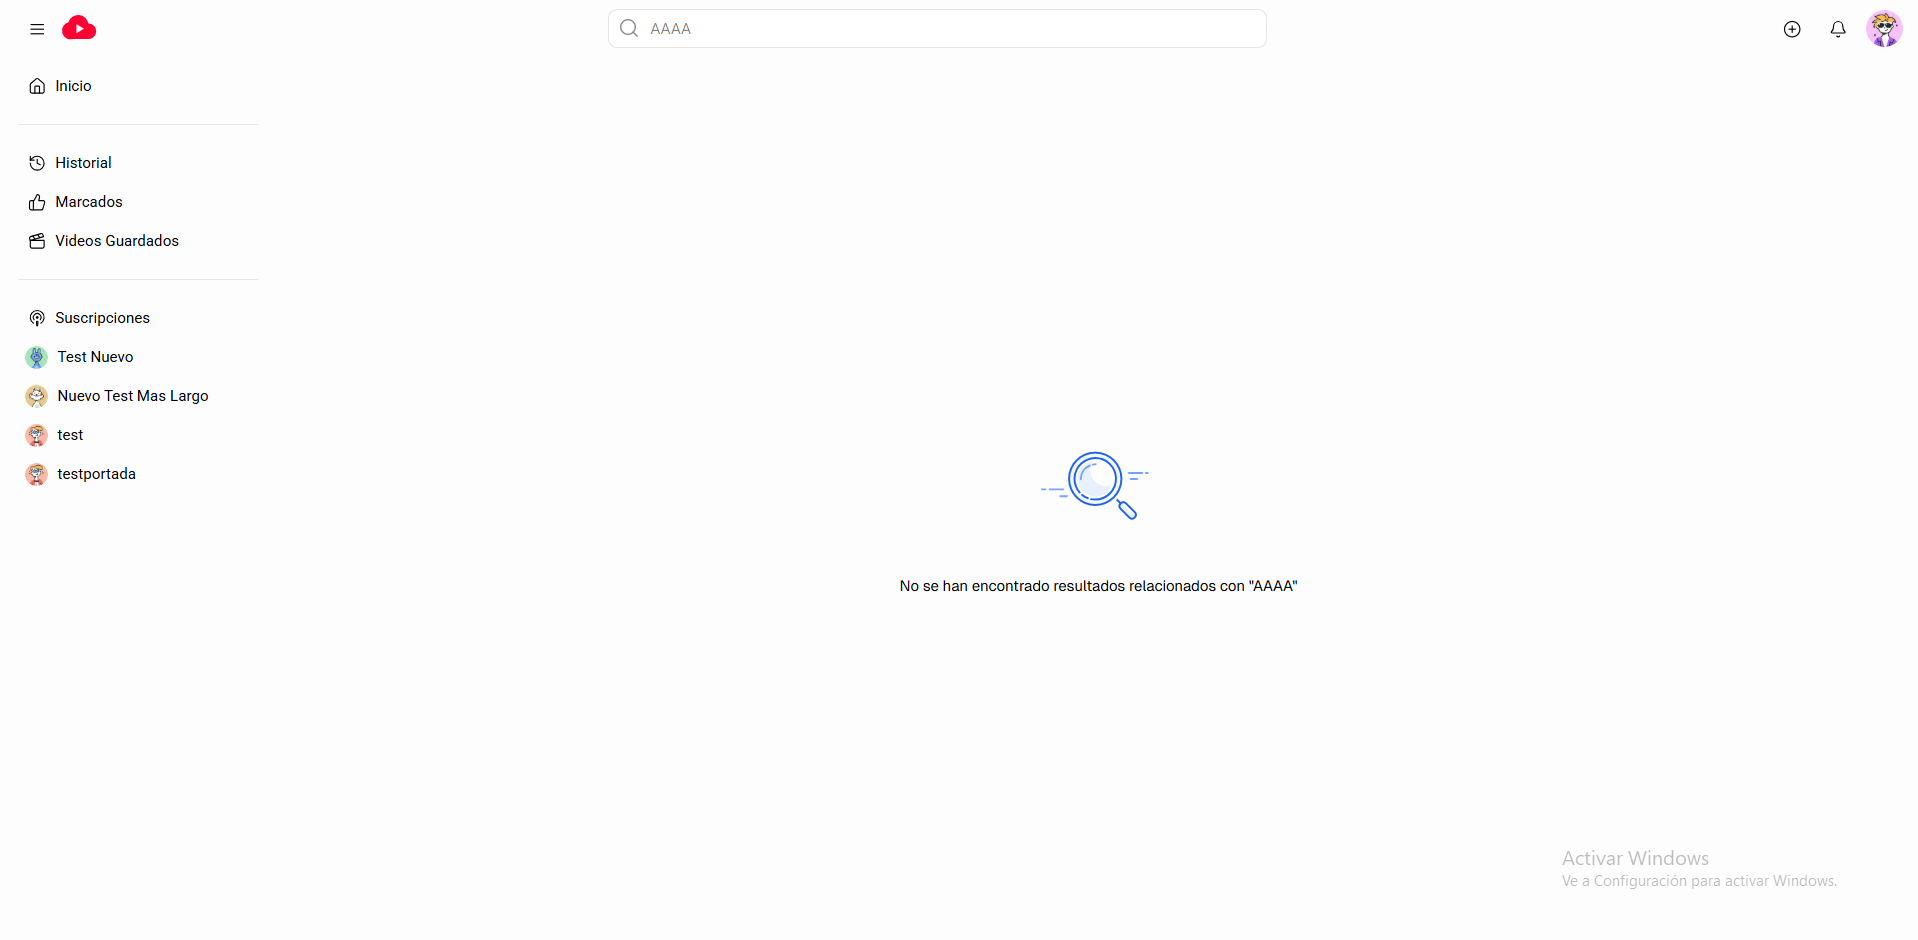 AAAA
Inicio
Historial
Marcados
Videos Guardados
Suscripciones
Test Nuevo
Nuevo Test Mas Largo
test
testportada
No se han encontrado resultados relacionados con "AAAA"
Activar Windows
Ve a Configuración para activar Windows.